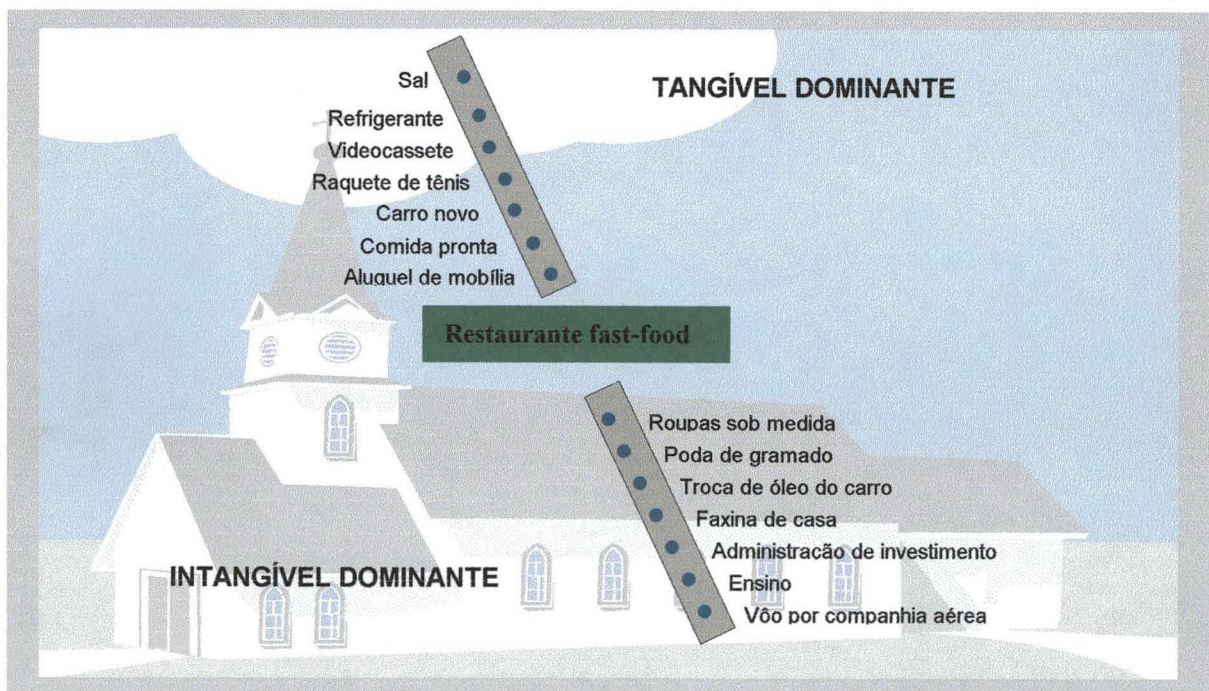 Sal
TANGÍVEL DOMINANTE
Refrigerante
Videocassete
Raquete de tênis
Carro novo
Comida pronta
Aluguel de mobília
Restaurante fast-food
Roupas sob medida
Poda de gramado
Troca de óleo do carro
Faxina de casa
Administração de investimento
INTANGÍVEL DOMINANTE
Ensino
Vôo por companhia aérea